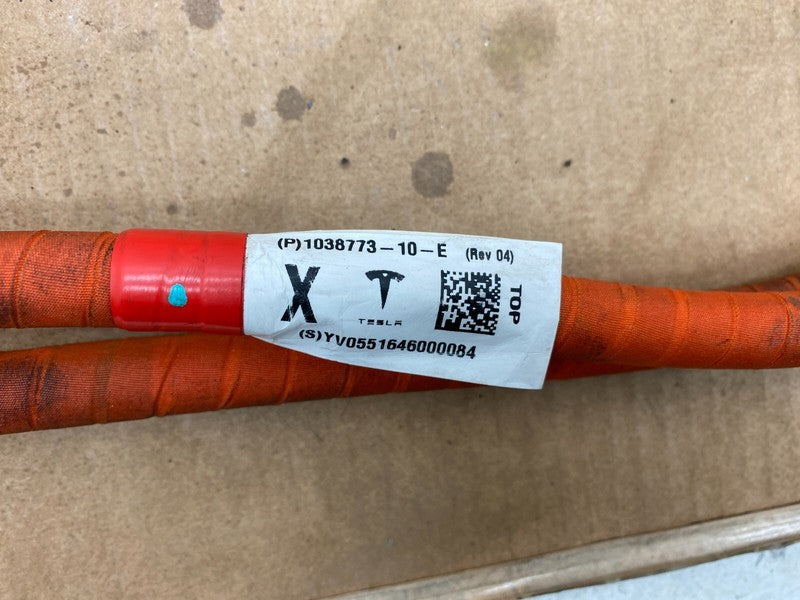 (P)1038773-10-E (Rev 04)
X
TESLA
TOP
(S)YV0551646000084